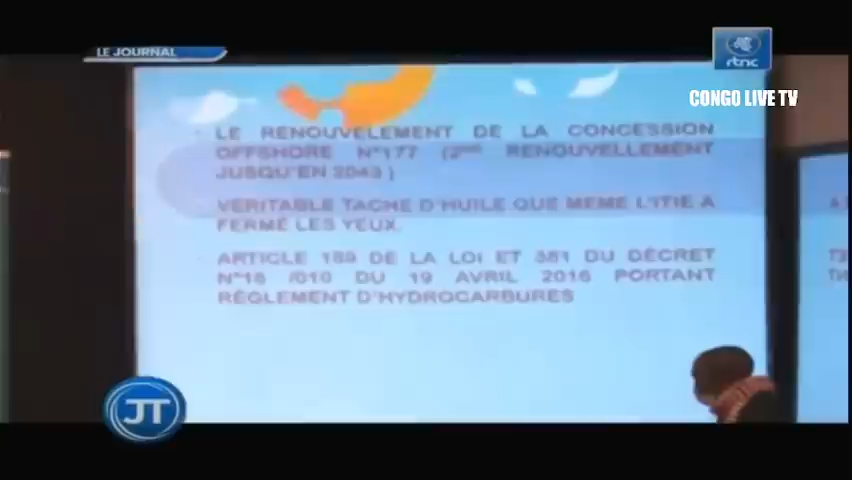 LE JOURNAL
rtnc
CONGO LIVE TV
LE RENOUVELEMENT DE LA CONCESSION
OFFSHORE N°177 (2ND RENOUVELLEMENT
JUSQU'EN 2043 )
VERITABLE TACHE D'HUILE QUE MEME L'ITIE A
FERMÉ LES YEUX.
ARTICLE 189 DE LA LOI ET 381 DU DÉCRET
N°16 /010 DU 19 AVRIL 2016 PORTANT
RÈGLEMENT D'HYDROCARBURES
JT